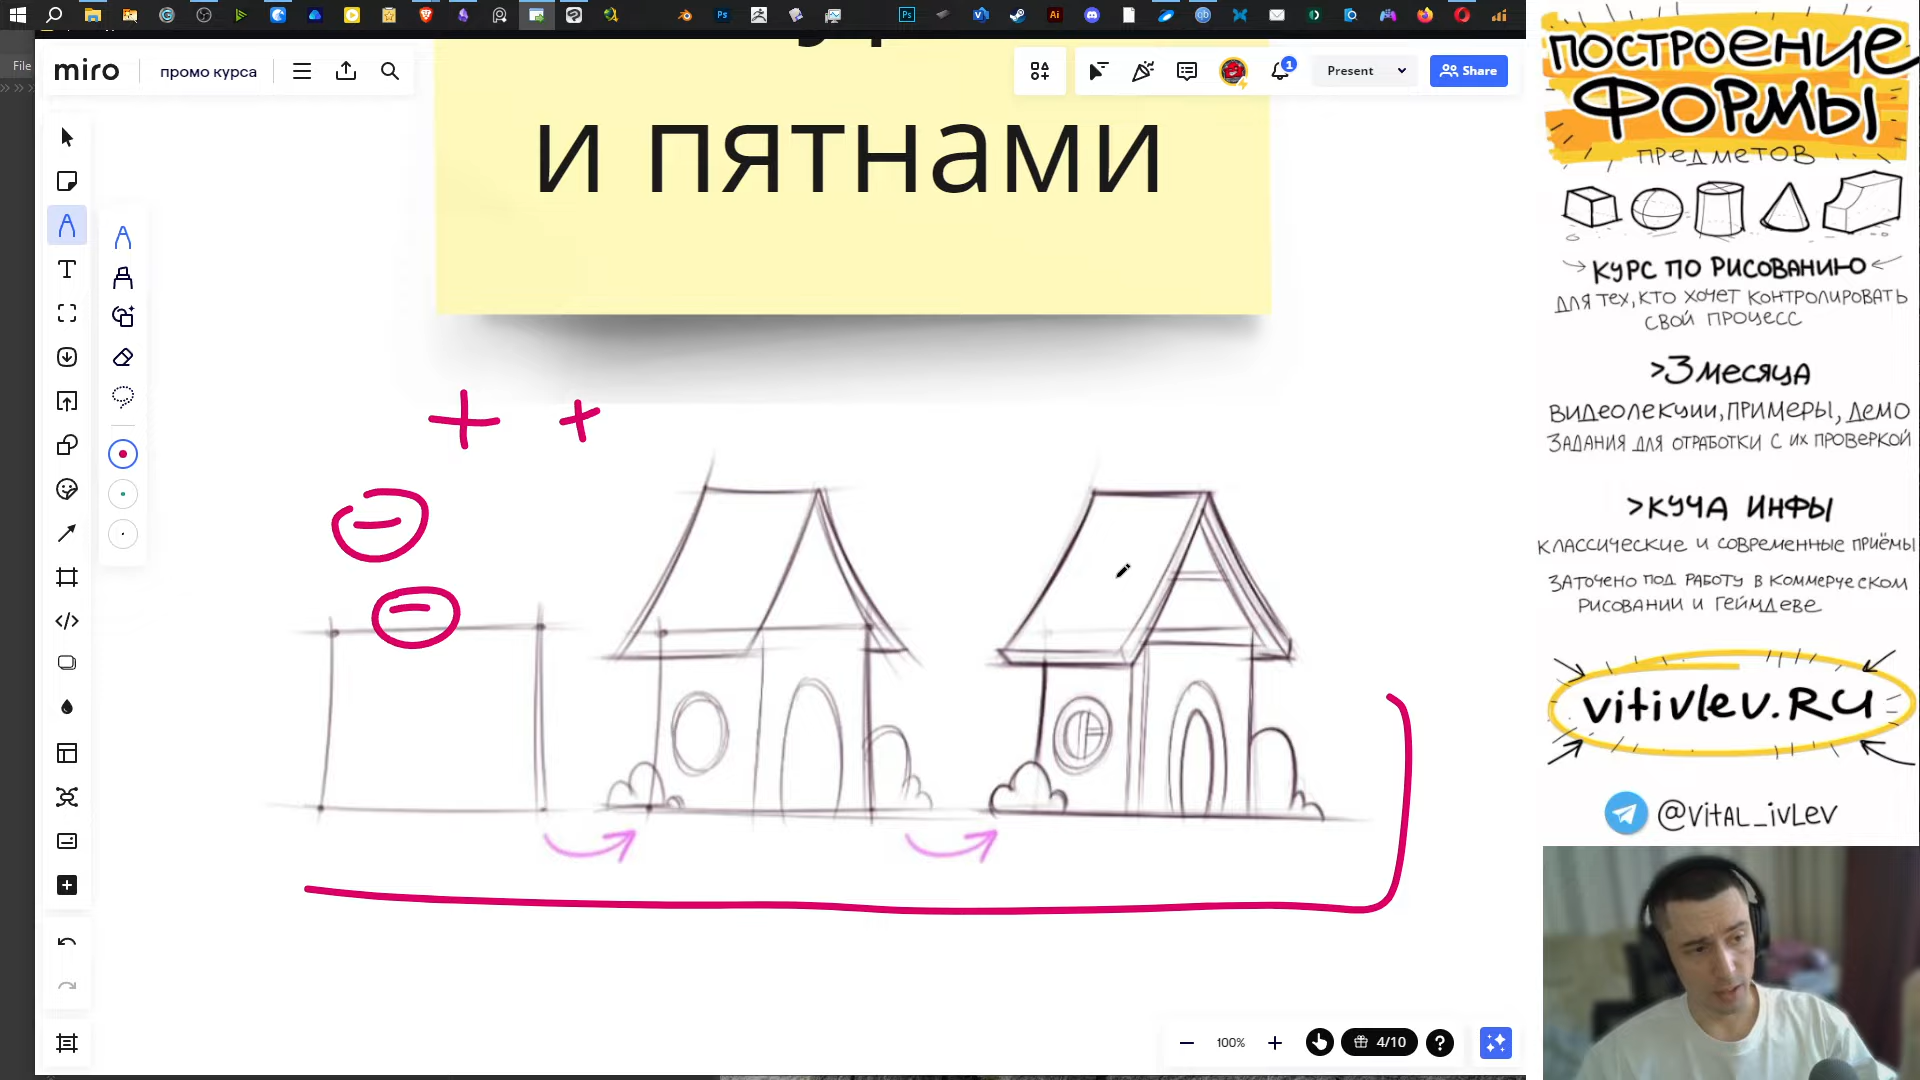 File
miro
промо курса
1
Present
Share
и пятнами
100%
4/10
ПОСТРОЕНИЕ
ФОРМЫ
ПРЕДМЕТОВ
КУРС ПО РИСОВАНИЮ
ДЛЯ ТЕХ, КТО ХОЧЕТ КОНТРОЛИРОВАТЬ
СВОЙ ПРОЦЕСС
>3 месяца
ВИДЕОЛЕКЦИИ, ПРИМЕРЫ, ДЕМО
ЗАДАНИЯ ДЛЯ ОТРАБОТКИ С ИХ ПРОВЕРКОЙ
>КУЧА ИНФЫ
КЛАССИЧЕСКИЕ И СОВРЕМЕННЫЕ ПРИЁМЫ
ЗАТОЧЕНО ПОД РАБОТУ В КОММЕРЧЕСКОМ
РИСОВАНИИ И ГЕЙМДЕВЕ
vitivlev.RU
@VITAL_ivLev